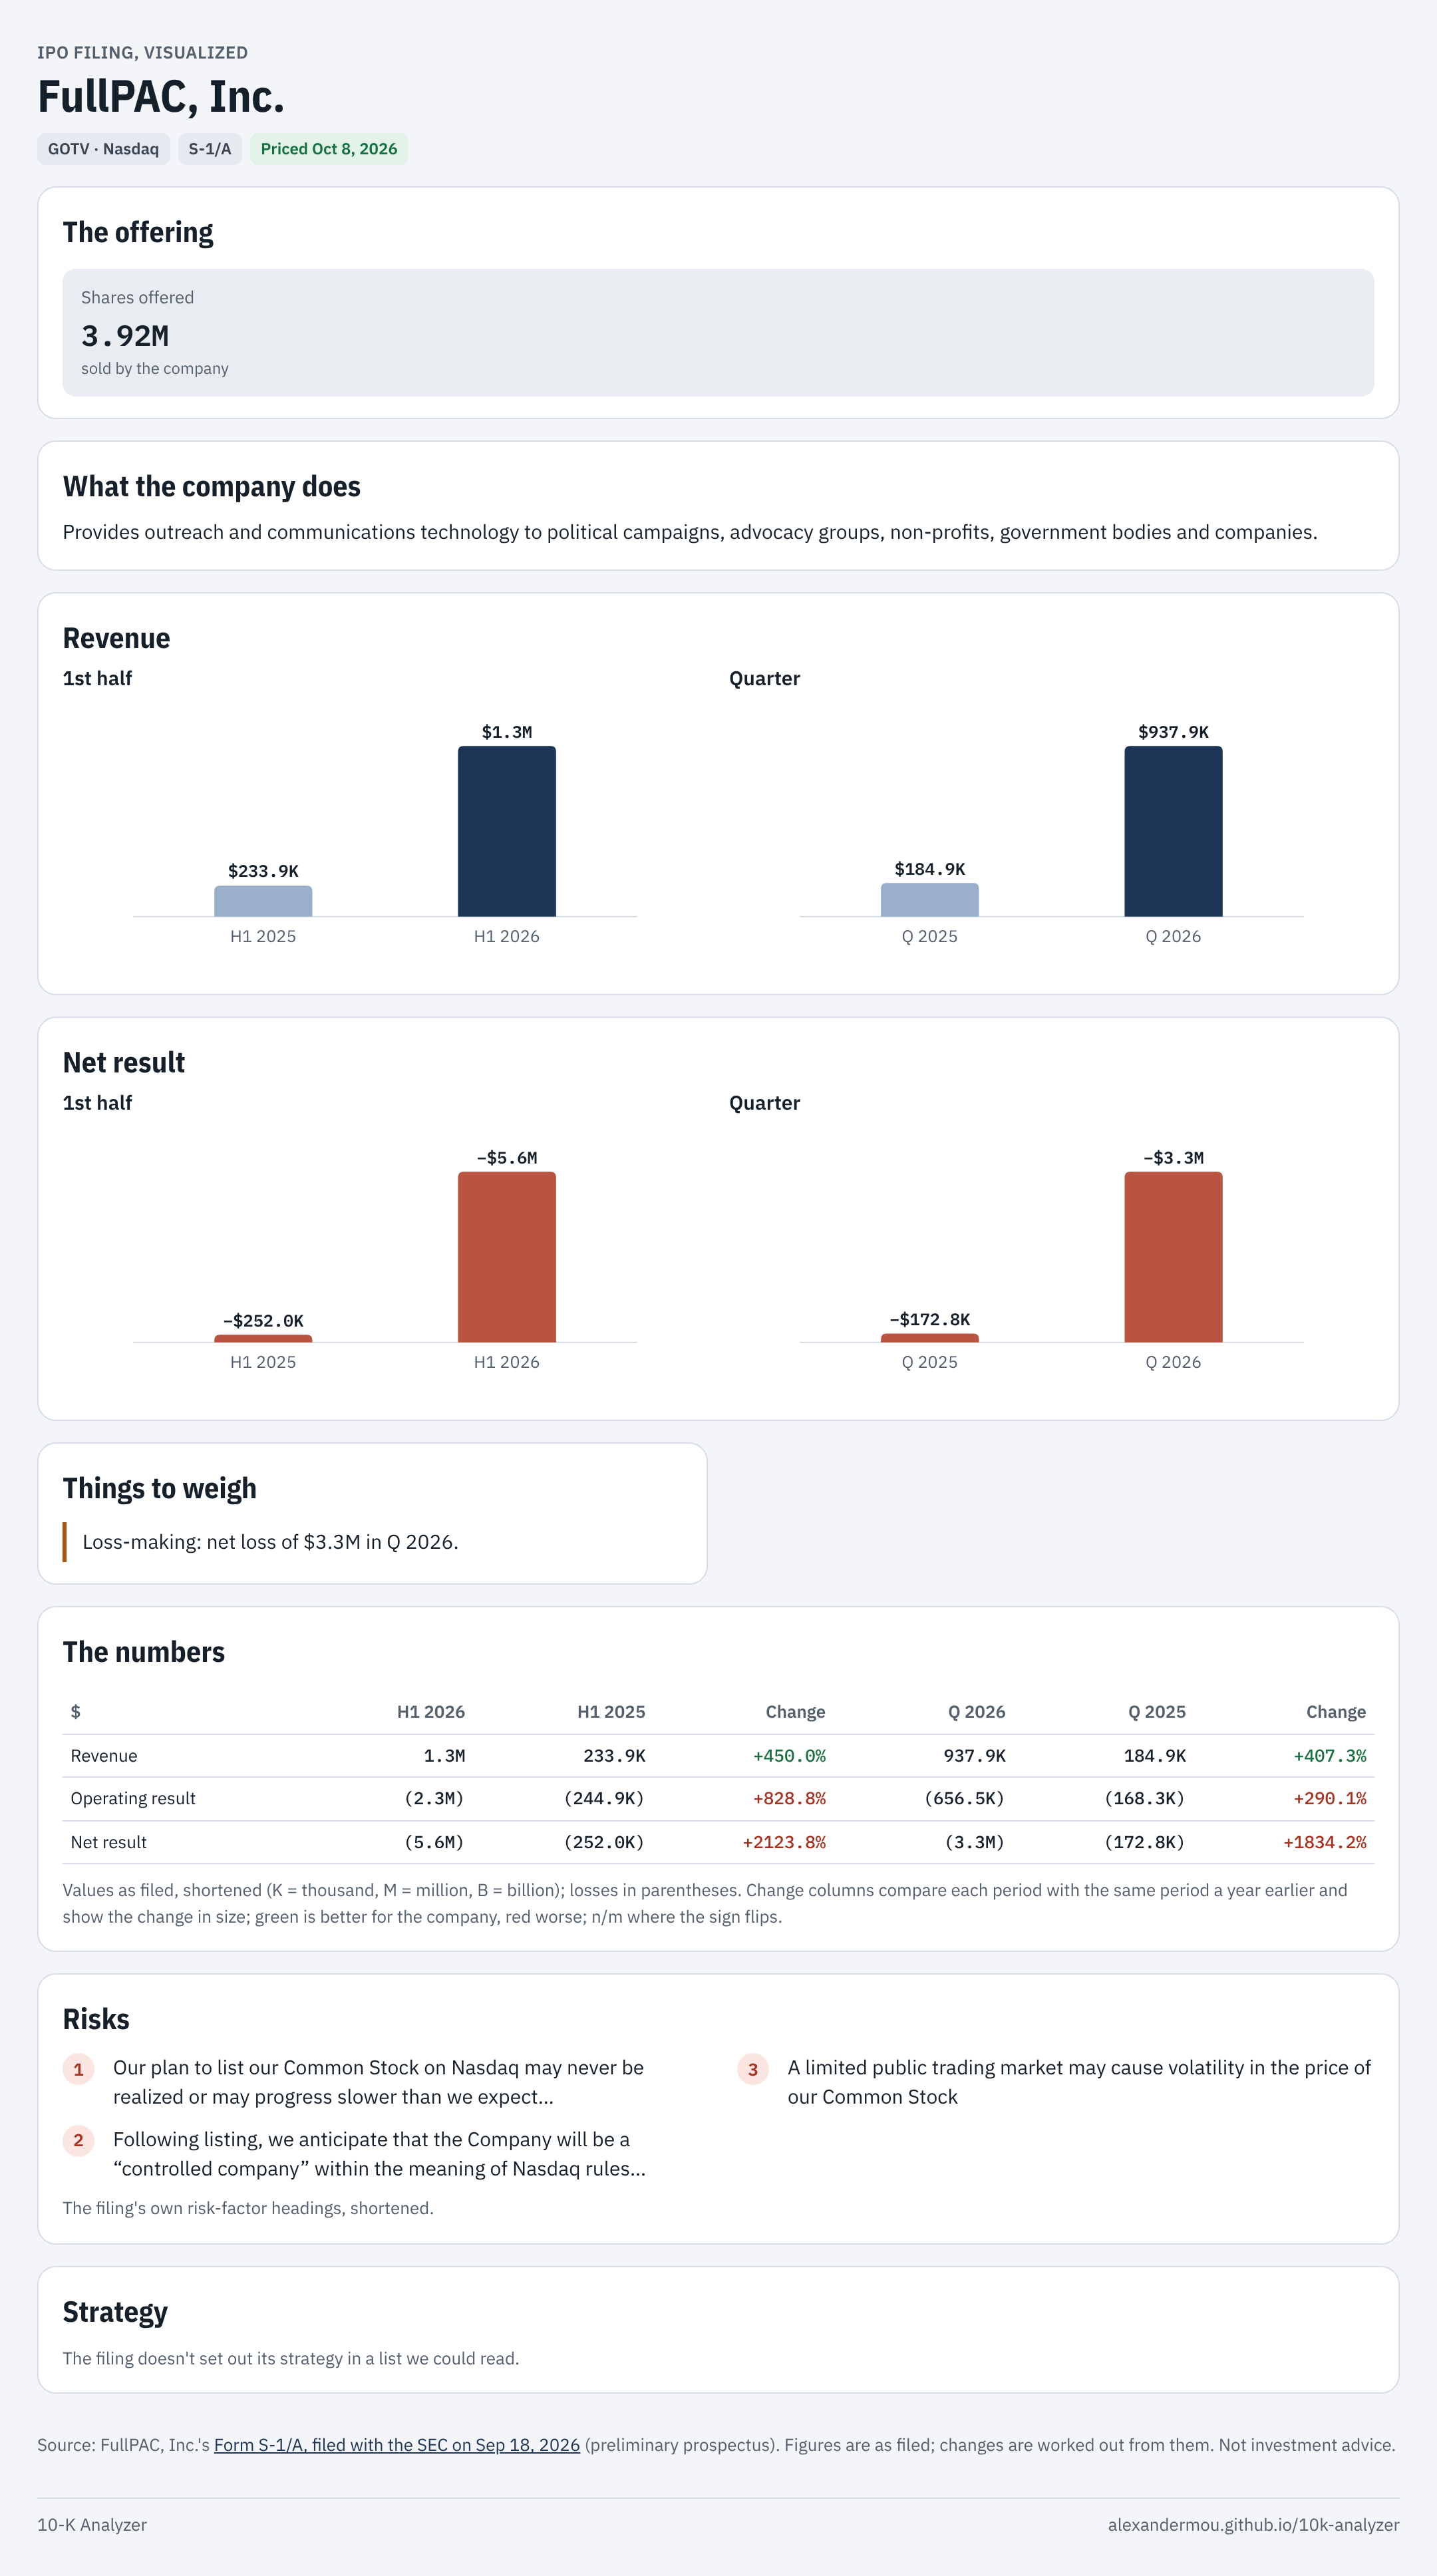 IPO FILING, VISUALIZED
FullPAC, Inc.
GOTV · Nasdaq
S-1/A
Priced Oct 8, 2026
The offering
Shares offered
3.92M
sold by the company
What the company does
Provides outreach and communications technology to political campaigns, advocacy groups, non-profits, government bodies and companies.
Revenue
1st half
$233.9K
$1.3M
H1 2025
H1 2026
Quarter
$184.9K
$937.9K
Q 2025
Q 2026
Net result
1st half
−$252.0K
−$5.6M
H1 2025
H1 2026
Quarter
−$172.8K
−$3.3M
Q 2025
Q 2026
Things to weigh
Loss-making: net loss of $3.3M in Q 2026.
The numbers
$ H1 2026 H1 2025 Change Q 2026 Q 2025 Change
Revenue 1.3M 233.9K +450.0% 937.9K 184.9K +407.3%
Operating result (2.3M) (244.9K) +828.8% (656.5K) (168.3K) +290.1%
Net result (5.6M) (252.0K) +2123.8% (3.3M) (172.8K) +1834.2%
Values as filed, shortened (K = thousand, M = million, B = billion); losses in parentheses. Change columns compare each period with the same period a year earlier and
show the change in size; green is better for the company, red worse; n/m where the sign flips.
Risks
1 Our plan to list our Common Stock on Nasdaq may never be
realized or may progress slower than we expect…
2 Following listing, we anticipate that the Company will be a
“controlled company” within the meaning of Nasdaq rules…
3 A limited public trading market may cause volatility in the price of
our Common Stock
The filing's own risk-factor headings, shortened.
Strategy
The filing doesn't set out its strategy in a list we could read.
Source: FullPAC, Inc.'s Form S-1/A, filed with the SEC on Sep 18, 2026 (preliminary prospectus). Figures are as filed; changes are worked out from them. Not investment advice.
10-K Analyzer
alexandermou.github.io/10k-analyzer